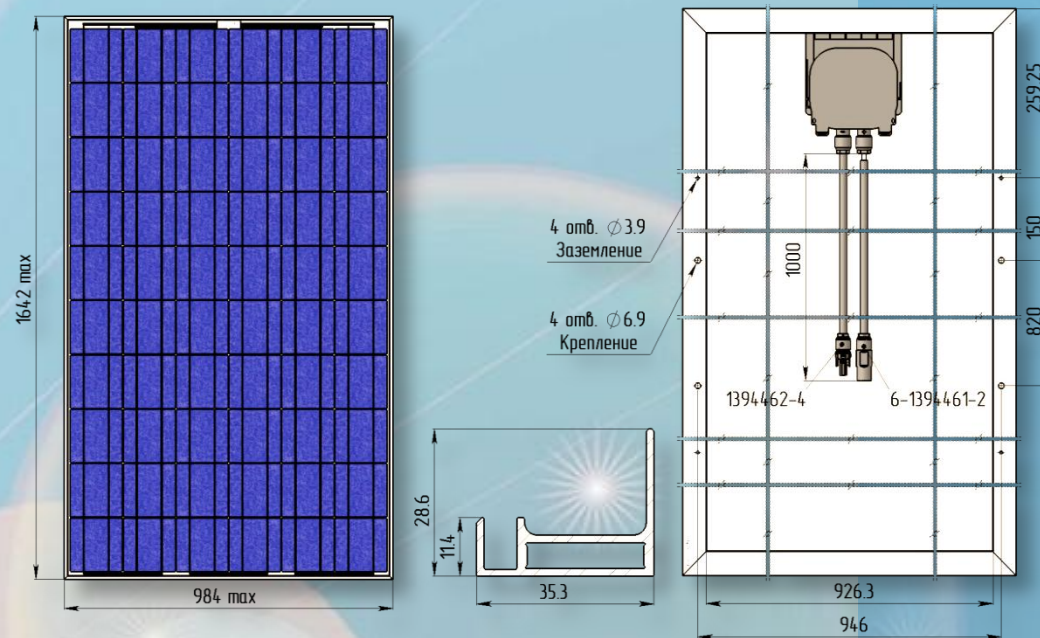 1642 max
984 max
28.6
11.4
35.3
4 отв. ∅3.9
Заземление
4 отв. ∅6.9
Крепление
1000
1394462-4
6-1394461-2
259.25
150
820
926.3
946